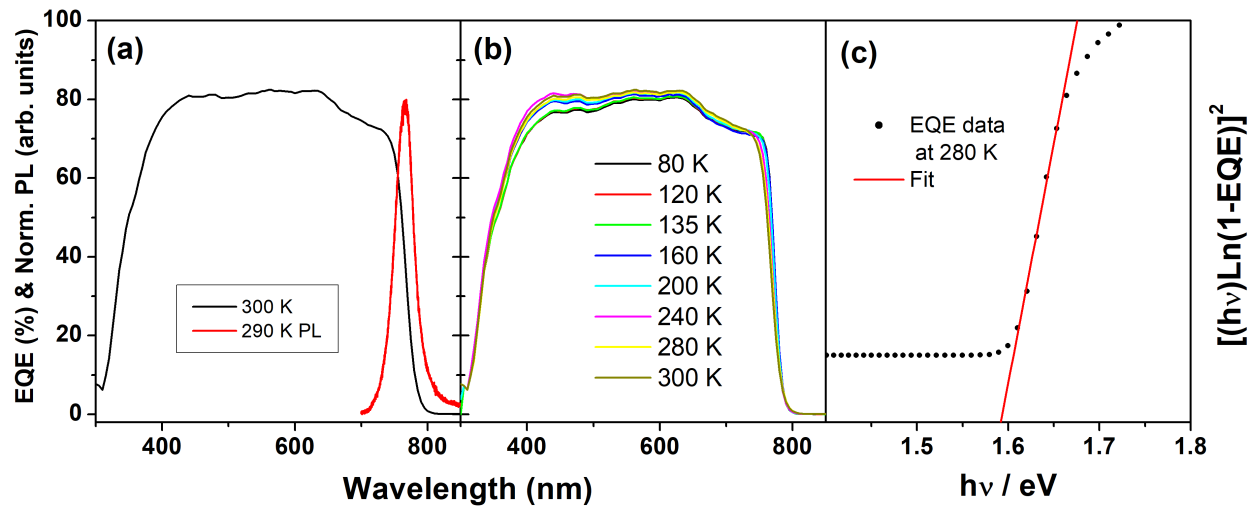 EQE (%) & Norm. PL (arb. units)
100
80
60
40
20
0
(a)
300 K
290 K PL
400
600
800
(b)
80 K
120 K
135 K
160 K
200 K
240 K
280 K
300 K
400
600
800
Wavelength (nm)
(c)
EQE data
at 280 K
Fit
1.5
1.6
1.7
1.8
hν / eV
[(hν)Ln(1-EQE)]²